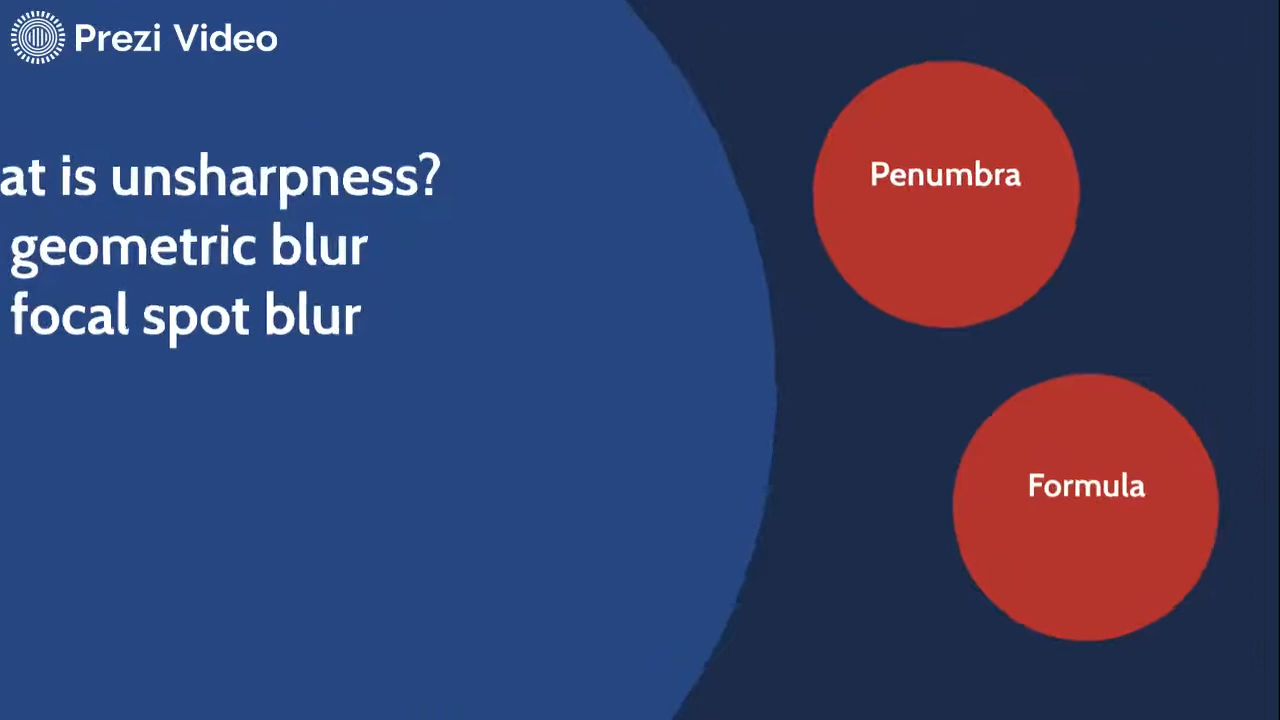 Prezi Video
at is unsharpness?
geometric blur
focal spot blur
Penumbra
Formula